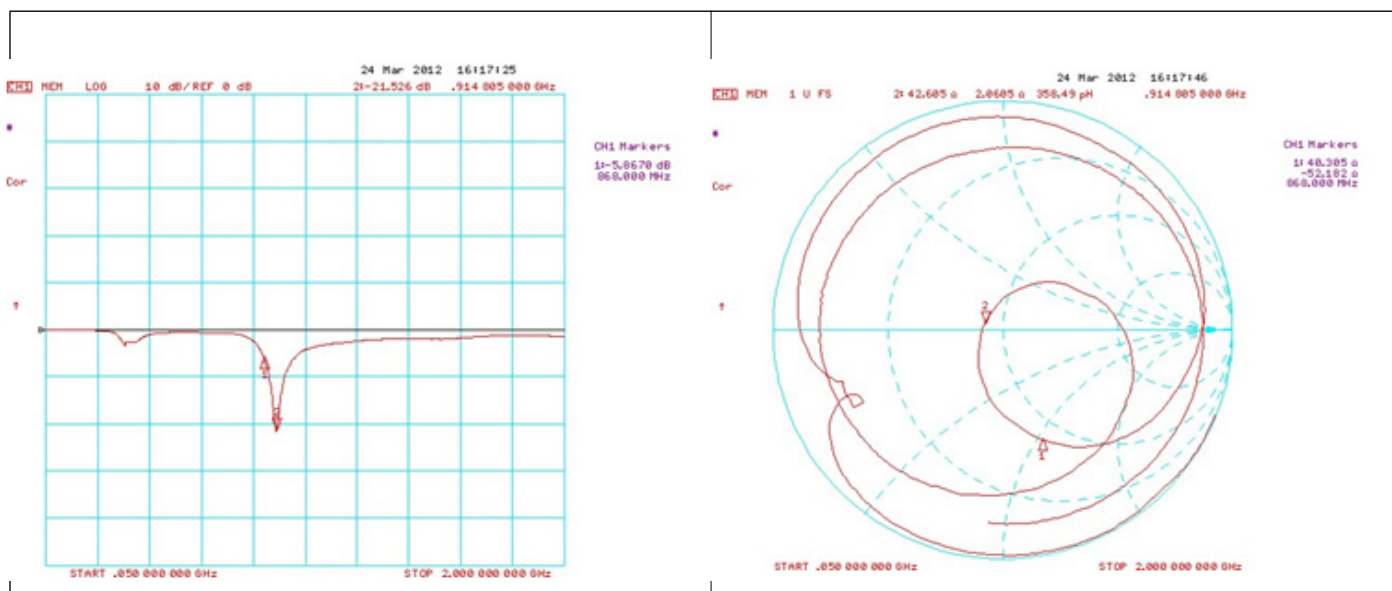 24 Mar 2012 16:17:25
CH1 MEM LOG 10 dB/REF 0 dB 2:-21.526 dB .914 805 000 GHz
*
CH1 Markers
1:-5.8670 dB
868.000 MHz
Cor
↑
1
2
START .050 000 000 GHz STOP 2.000 000 000 GHz
24 Mar 2012 16:17:46
CH1 MEM 1 U FS 2: 42.605 Ω 2.0605 Ω 358.49 pH .914 805 000 GHz
*
CH1 Markers
1: 40.305 Ω
-52.182 Ω
868.000 MHz
Cor
↑
2
1
START .050 000 000 GHz STOP 2.000 000 000 GHz